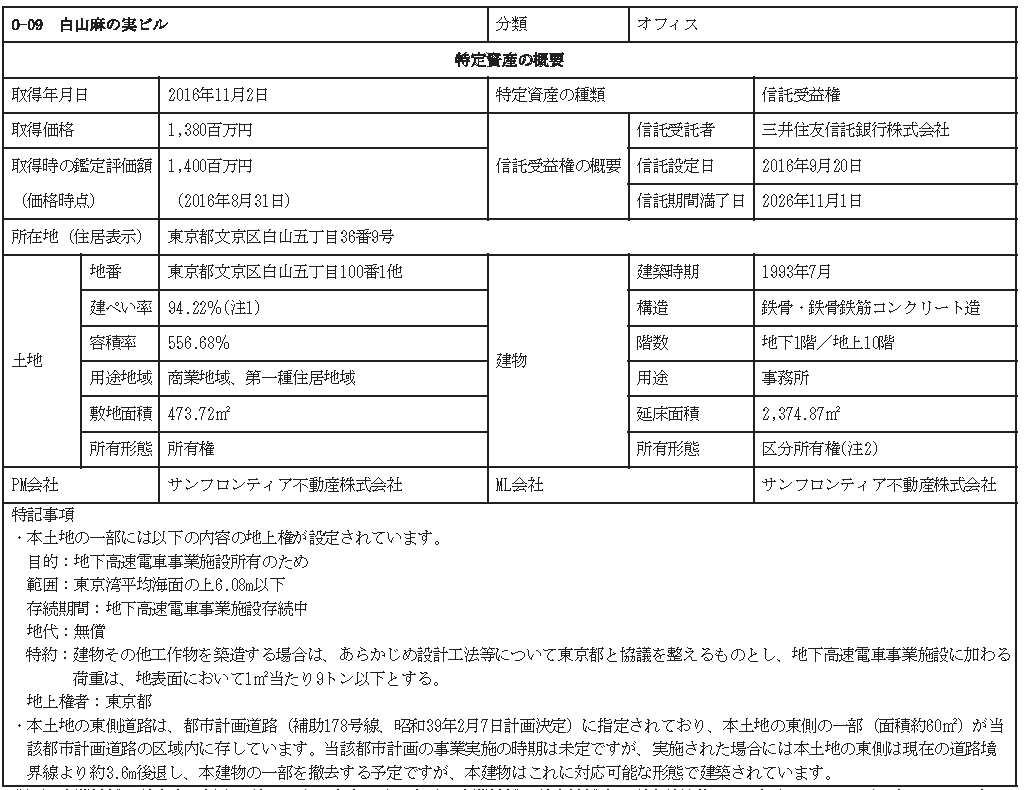 O-09　白山麻の実ビル　分類　オフィス
特定資産の概要
取得年月日　2016年11月2日　特定資産の種類　信託受益権
取得価格　1,380百万円　信託受益権の概要　信託受託者　三井住友信託銀行株式会社
取得時の鑑定評価額　1,400百万円　信託設定日　2016年9月20日
（価格時点）　（2016年8月31日）　信託期間満了日　2026年11月1日
所在地（住居表示）　東京都文京区白山五丁目36番9号
土地　地番　東京都文京区白山五丁目100番1他　建物　建築時期　1993年7月
建ぺい率　94.22%(注1)　構造　鉄骨・鉄骨鉄筋コンクリート造
容積率　556.68%　階数　地下1階／地上10階
用途地域　商業地域、第一種住居地域　用途　事務所
敷地面積　473.72㎡　延床面積　2,374.87㎡
所有形態　所有権　所有形態　区分所有権(注2)
PM会社　サンフロンティア不動産株式会社　ML会社　サンフロンティア不動産株式会社
特記事項
・本土地の一部には以下の内容の地上権が設定されています。
目的：地下高速電車事業施設所有のため
範囲：東京湾平均海面の上6.08m以下
存続期間：地下高速電車事業施設存続中
地代：無償
特約：建物その他工作物を築造する場合は、あらかじめ設計工法等について東京都と協議を整えるものとし、地下高速電車事業施設に加わる
荷重は、地表面において1㎡当たり9トン以下とする。
地上権者：東京都
・本土地の東側道路は、都市計画道路（補助178号線、昭和39年2月7日計画決定）に指定されており、本土地の東側の一部（面積約60㎡）が当
該都市計画道路の区域内に存しています。当該都市計画の事業実施の時期は未定ですが、実施された場合には本土地の東側は現在の道路境
界線より約3.6m後退し、本建物の一部を撤去する予定ですが、本建物はこれに対応可能な形態で建築されています。